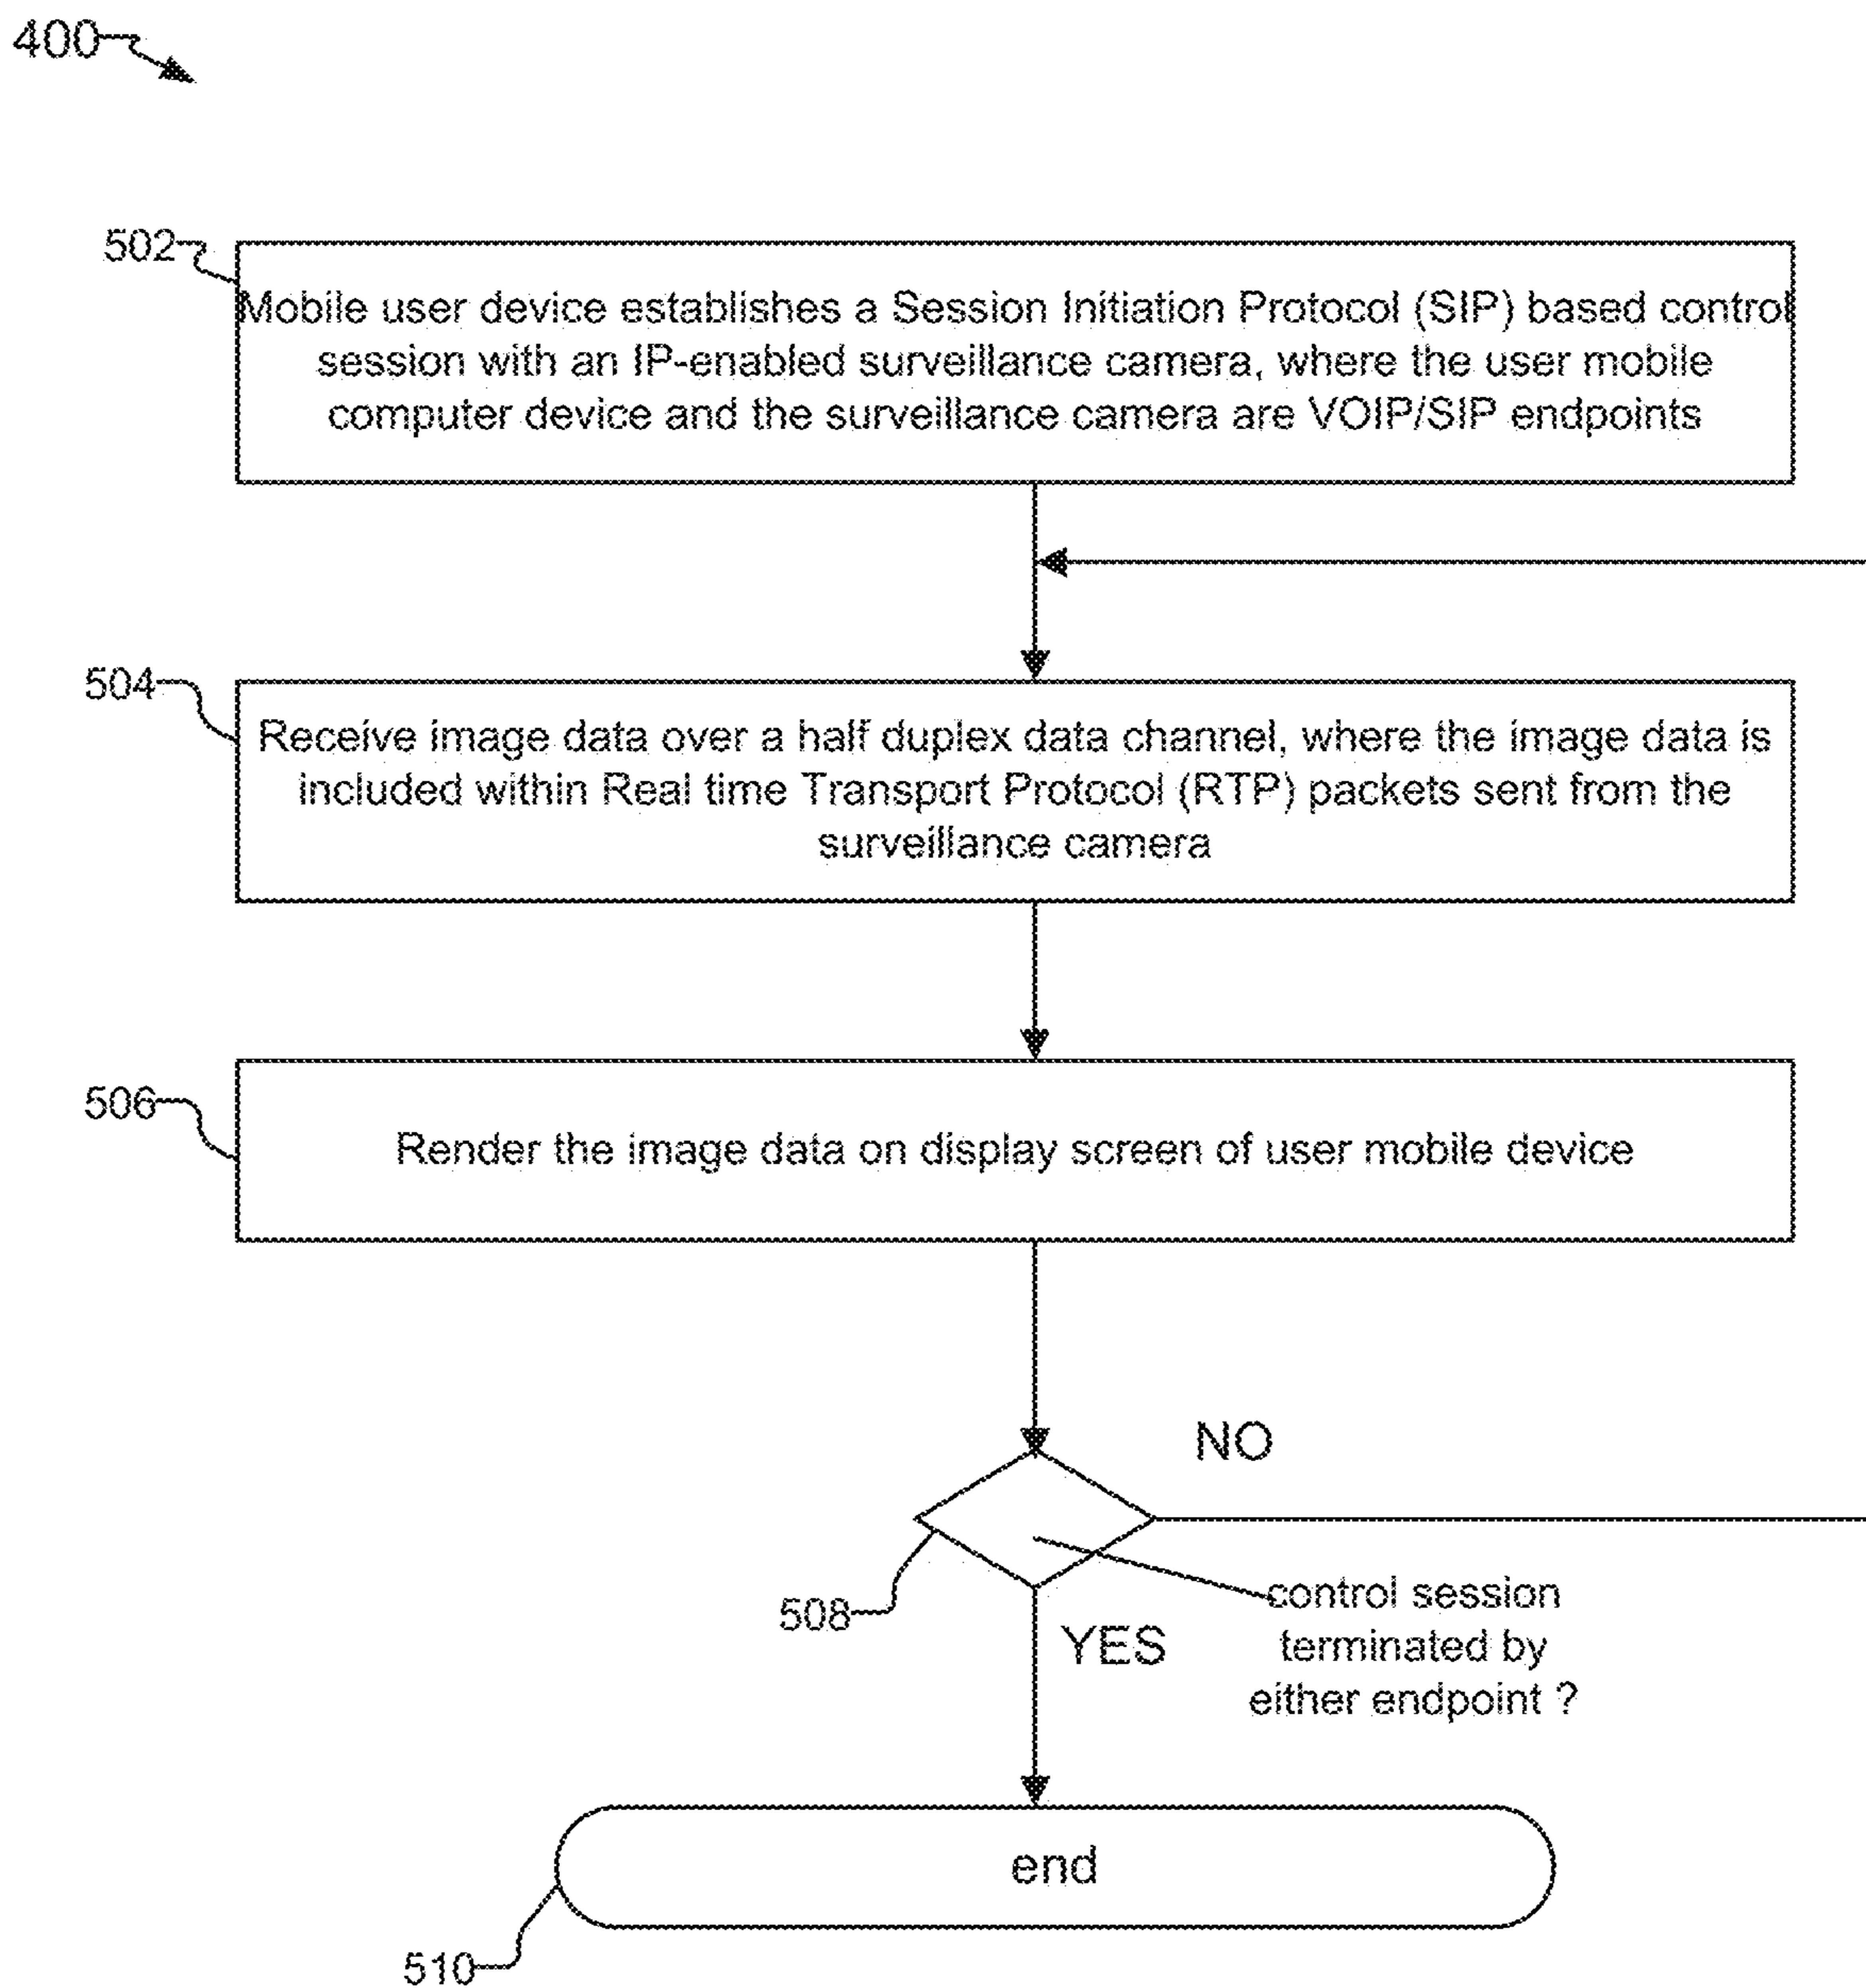 400
502
Mobile user device establishes a Session Initiation Protocol (SIP) based control
session with an IP-enabled surveillance camera, where the user mobile
computer device and the surveillance camera are VOIP/SIP endpoints
504
Receive image data over a half duplex data channel, where the image data is
included within Real time Transport Protocol (RTP) packets sent from the
surveillance camera
506
Render the image data on display screen of user mobile device
NO
508
control session
terminated by
either endpoint ?
YES
end
510